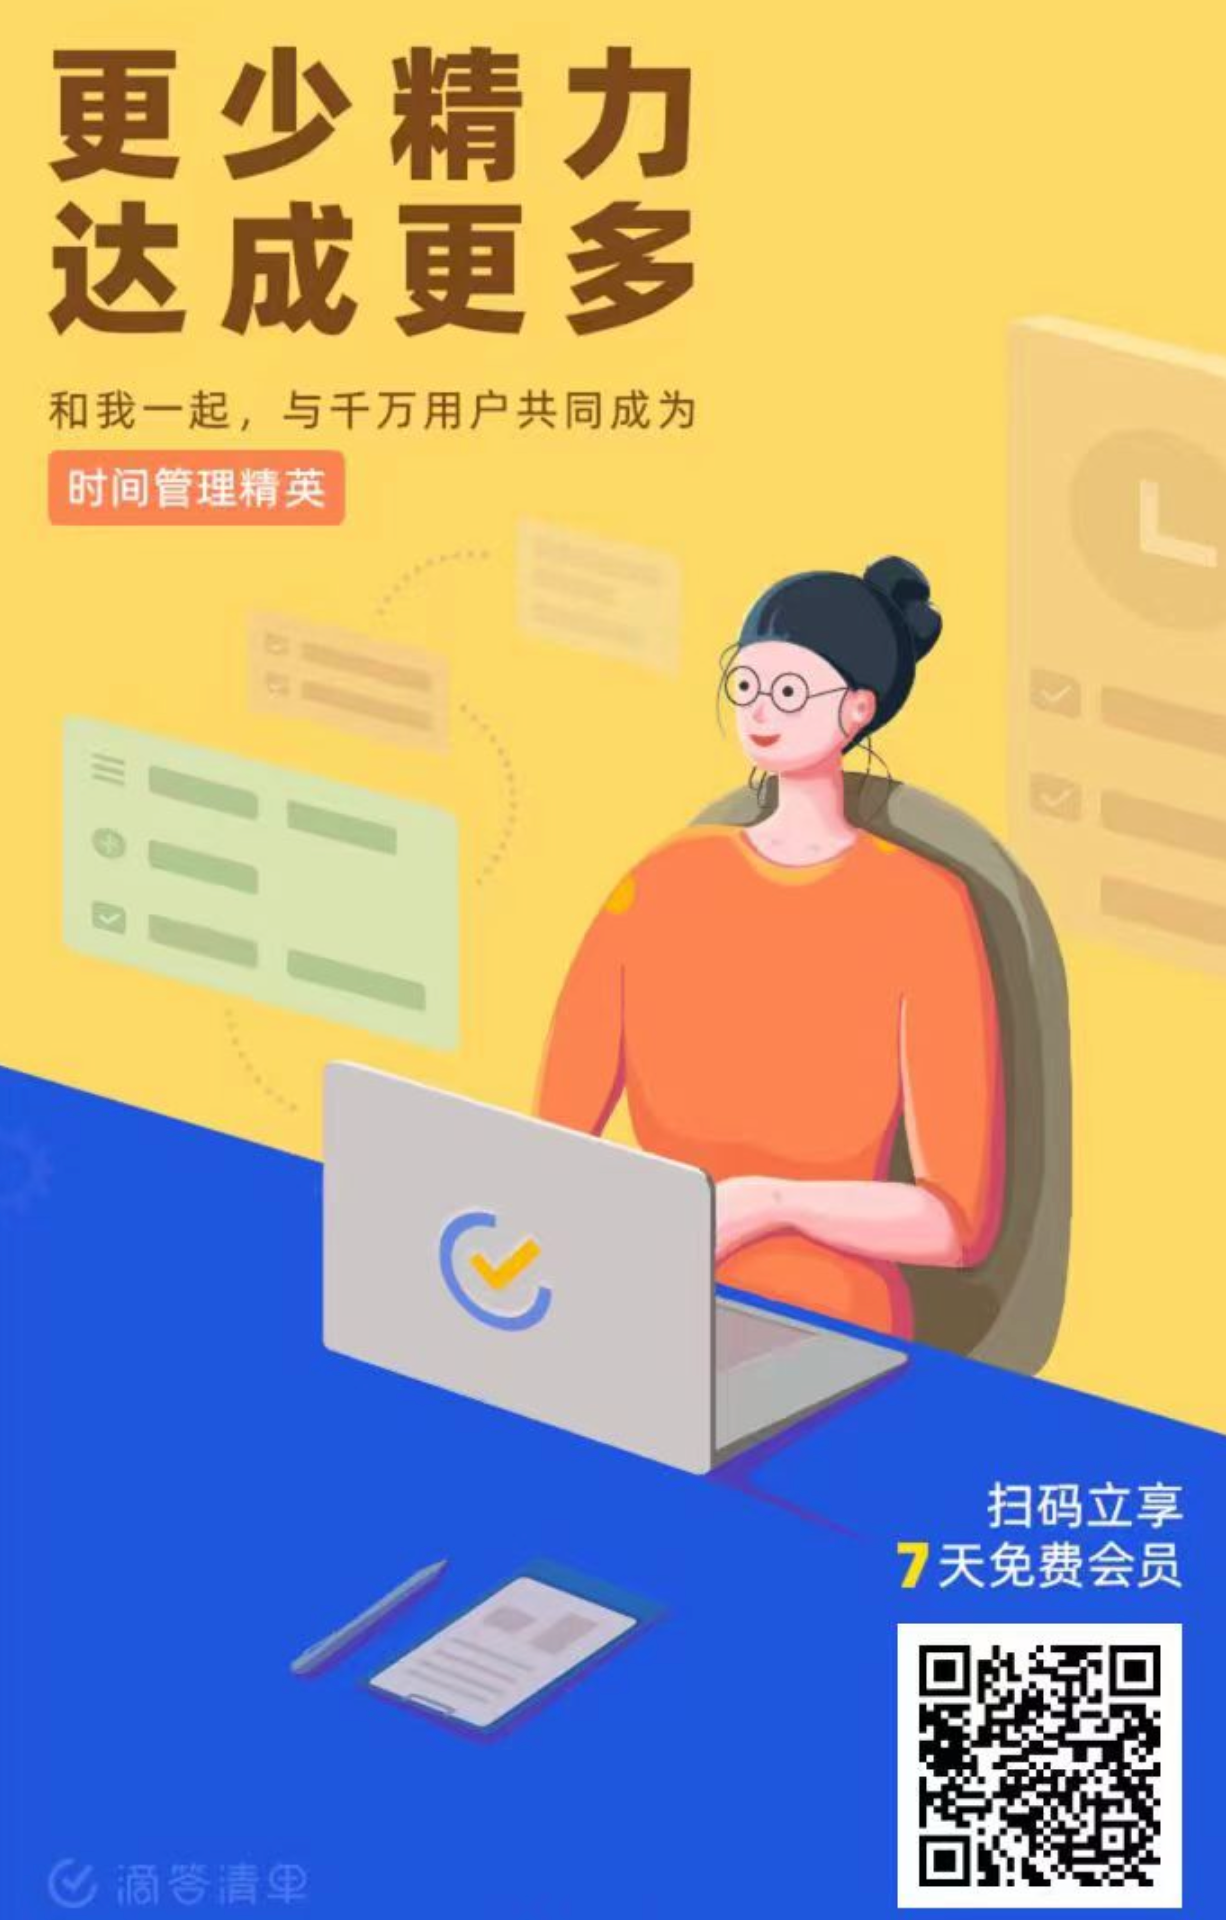 更少精力
达成更多
和我一起，与千万用户共同成为
时间管理精英
扫码立享
7天免费会员
滴答清单